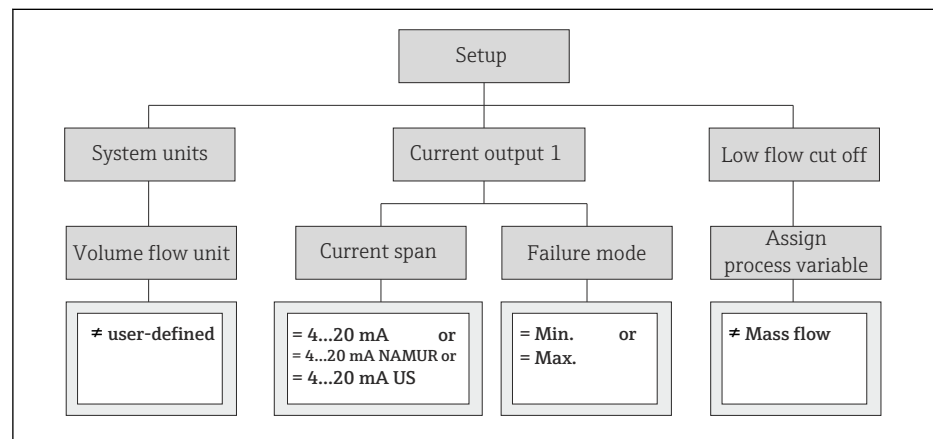 Setup
System units
Current output 1
Low flow cut off
Volume flow unit
Current span
Failure mode
Assign
process variable
≠ user-defined
= 4...20 mA or
= 4...20 mA NAMUR or
= 4...20 mA US
= Min. or
= Max.
≠ Mass flow